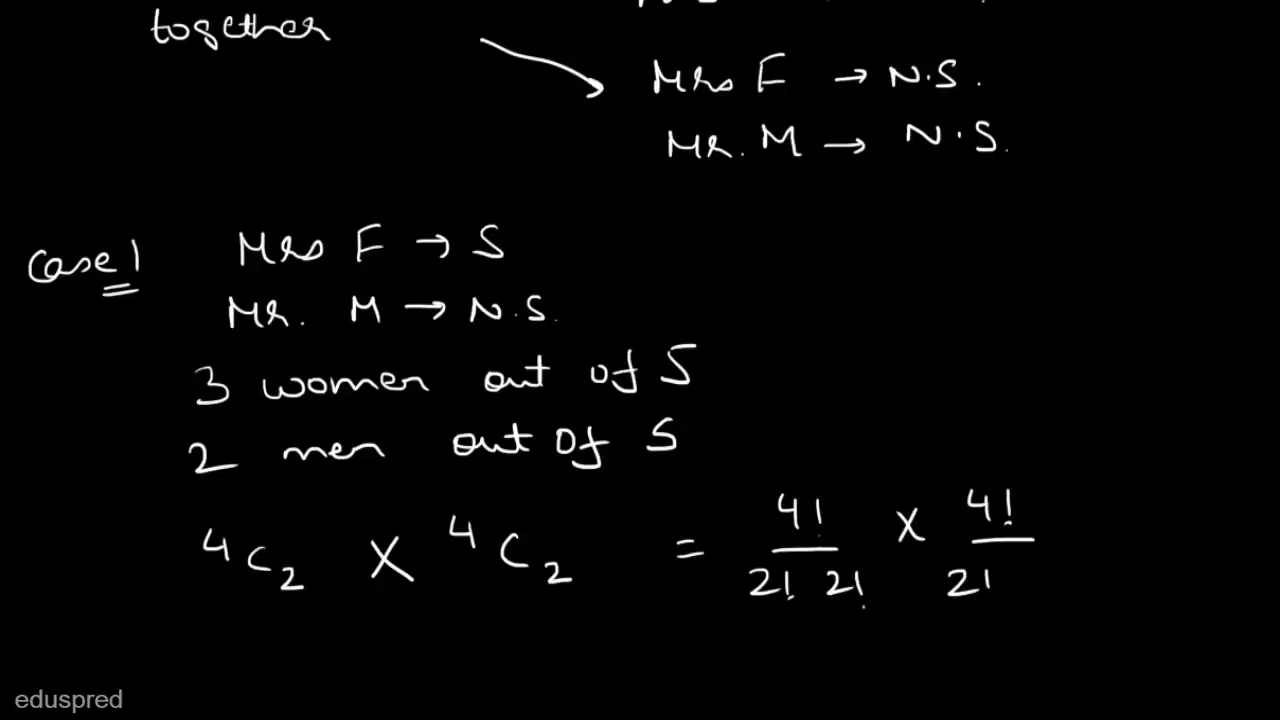 together
Mrs F → N.S.
Mr. M → N.S.
Case 1
Mrs F → S
Mr. M → N.S.
3 women out of 5
2 men out of 5
⁴C₂ × ⁴C₂ = 4!/2! 2! × 4!/2!
eduspred